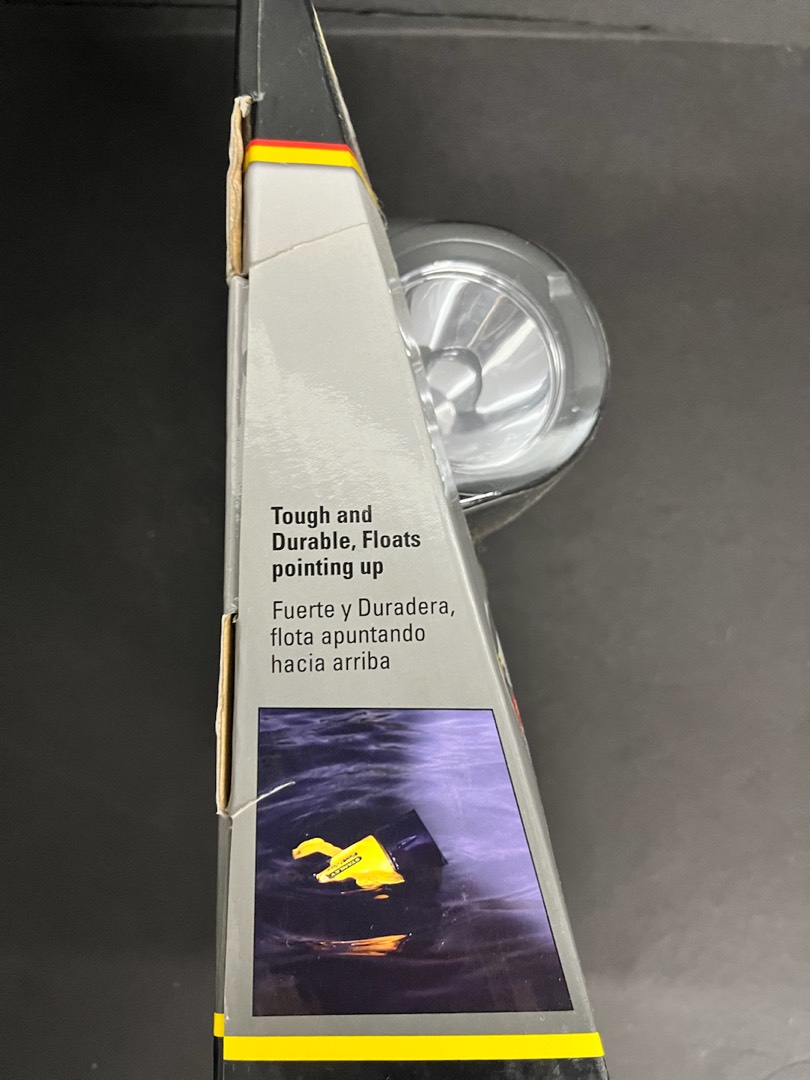 Tough and
Durable, Floats
pointing up
Fuerte y Duradera,
flota apuntando
hacia arriba